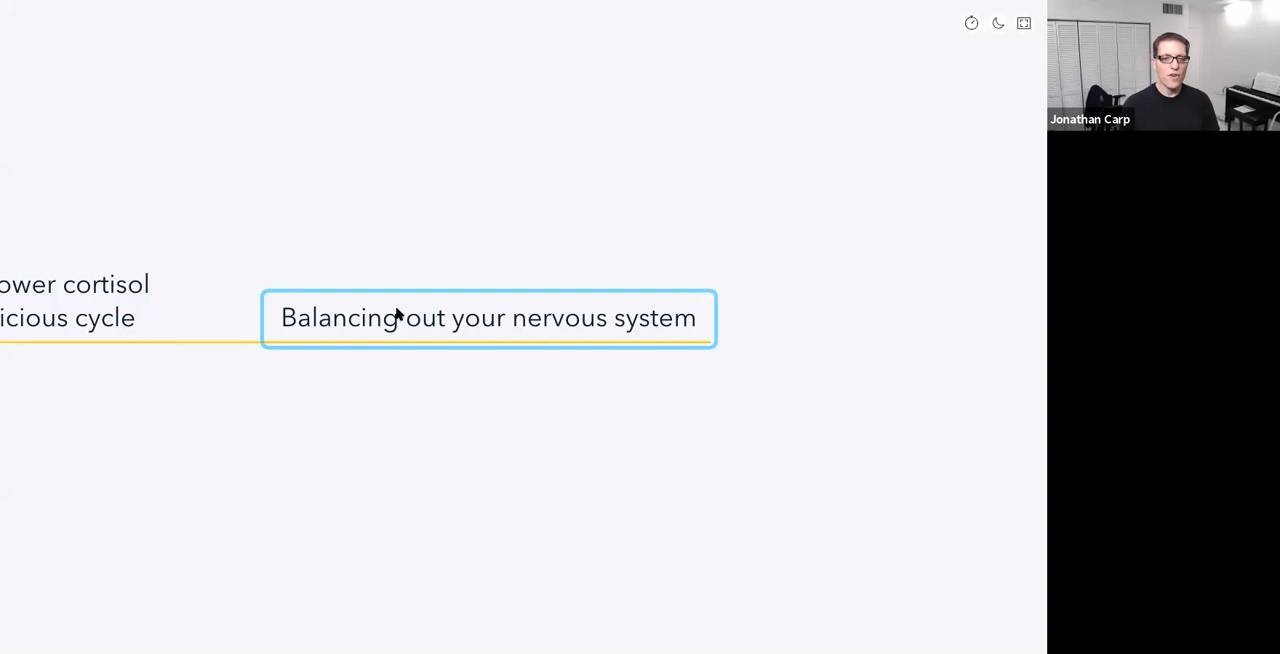 ower cortisol
icious cycle
Balancing out your nervous system
Jonathan Carp